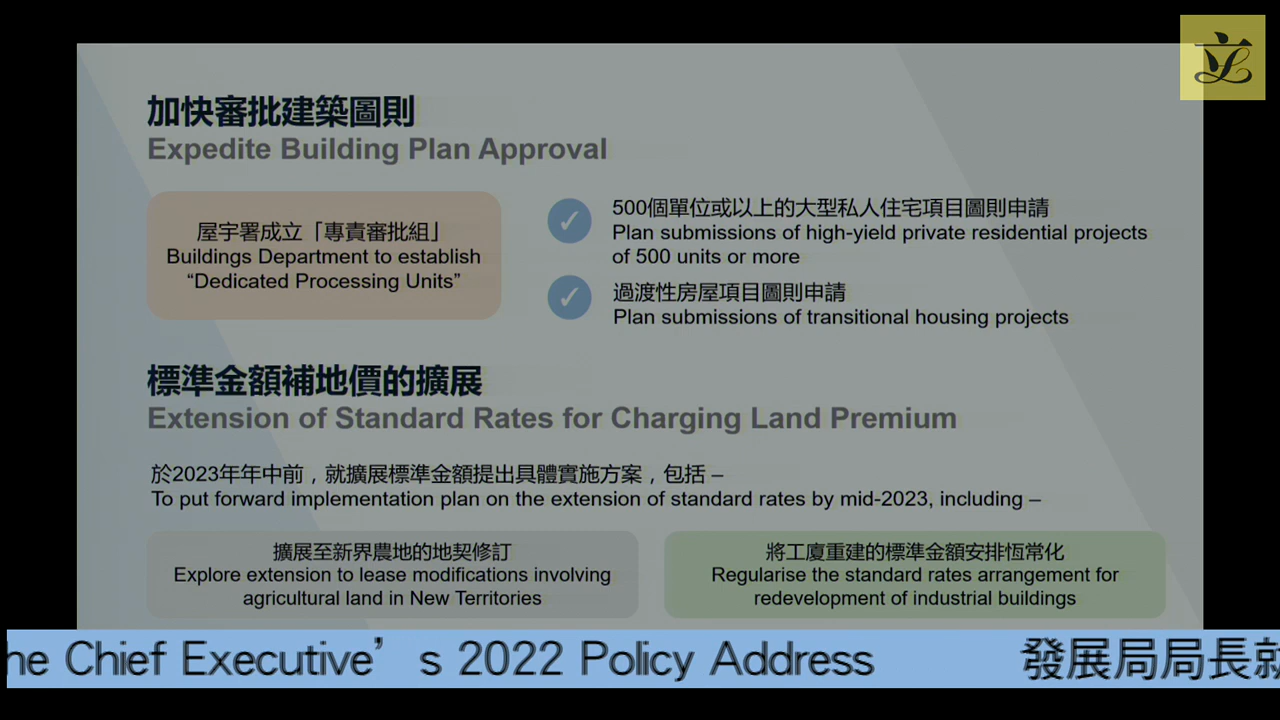 立
加快審批建築圖則
Expedite Building Plan Approval
屋宇署成立「專責審批組」
Buildings Department to establish
“Dedicated Processing Units”
✓ 500個單位或以上的大型私人住宅項目圖則申請
Plan submissions of high-yield private residential projects
of 500 units or more
✓ 過渡性房屋項目圖則申請
Plan submissions of transitional housing projects
標準金額補地價的擴展
Extension of Standard Rates for Charging Land Premium
於2023年年中前，就擴展標準金額提出具體實施方案，包括 –
To put forward implementation plan on the extension of standard rates by mid-2023, including –
擴展至新界農地的地契修訂
Explore extension to lease modifications involving
agricultural land in New Territories
將工廈重建的標準金額安排恆常化
Regularise the standard rates arrangement for
redevelopment of industrial buildings
he Chief Executive’s 2022 Policy Address 發展局局長就